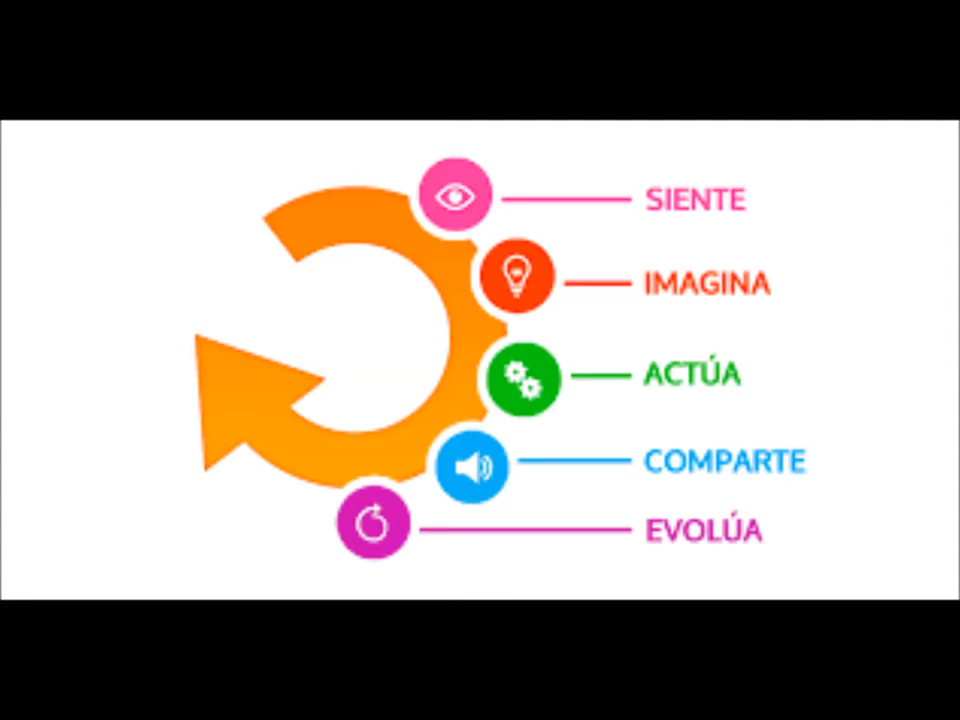 SIENTE
IMAGINA
ACTÚA
COMPARTE
EVOLÚA